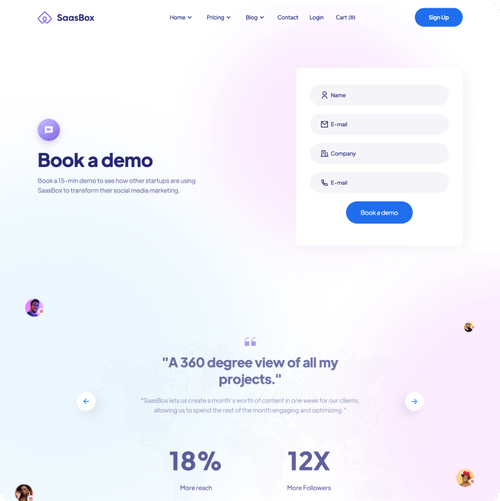 SaasBox
Home
Pricing
Blog
Contact
Login
Cart (0)
Sign Up
Book a demo
Book a 15-min demo to see how other startups are using
SaasBox to transform their social media marketing.
Name
E-mail
Company
E-mail
Book a demo
"A 360 degree view of all my
projects."
"SaasBox lets us create a month's worth of content in one week for our clients,
allowing us to spend the rest of the month engaging and optimizing."
18%
More reach
12X
More Followers